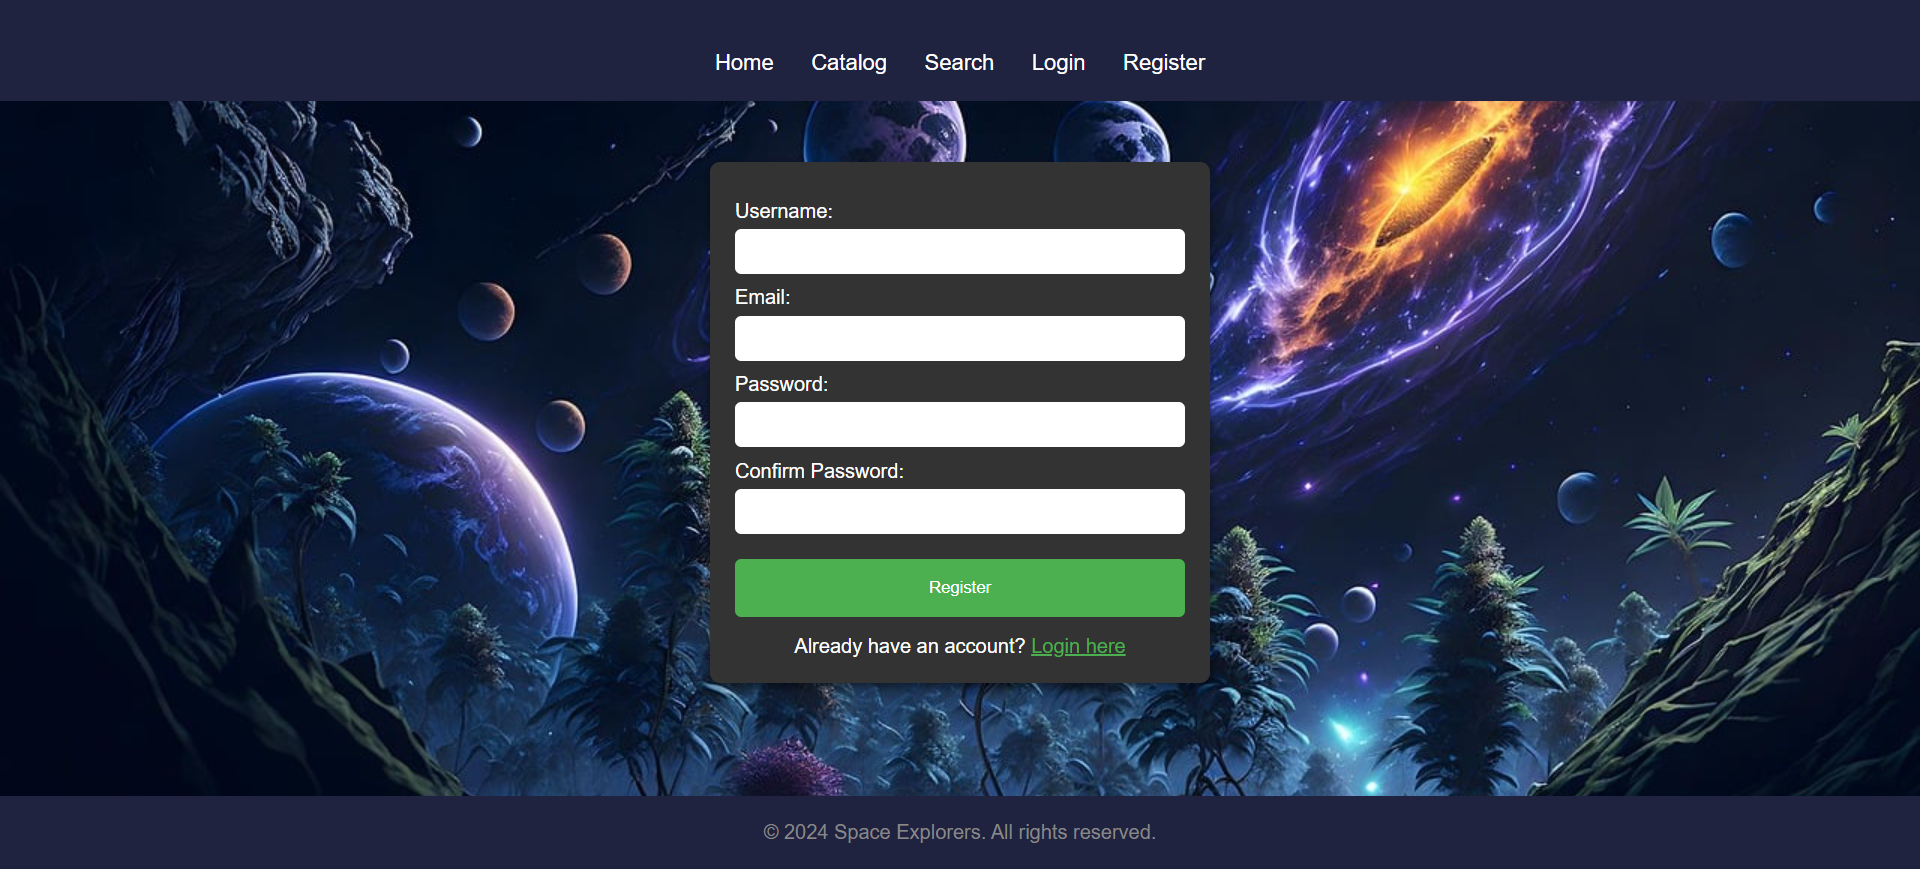 Home Catalog Search Login Register
Username:
Email:
Password:
Confirm Password:
Register
Already have an account? Login here
© 2024 Space Explorers. All rights reserved.